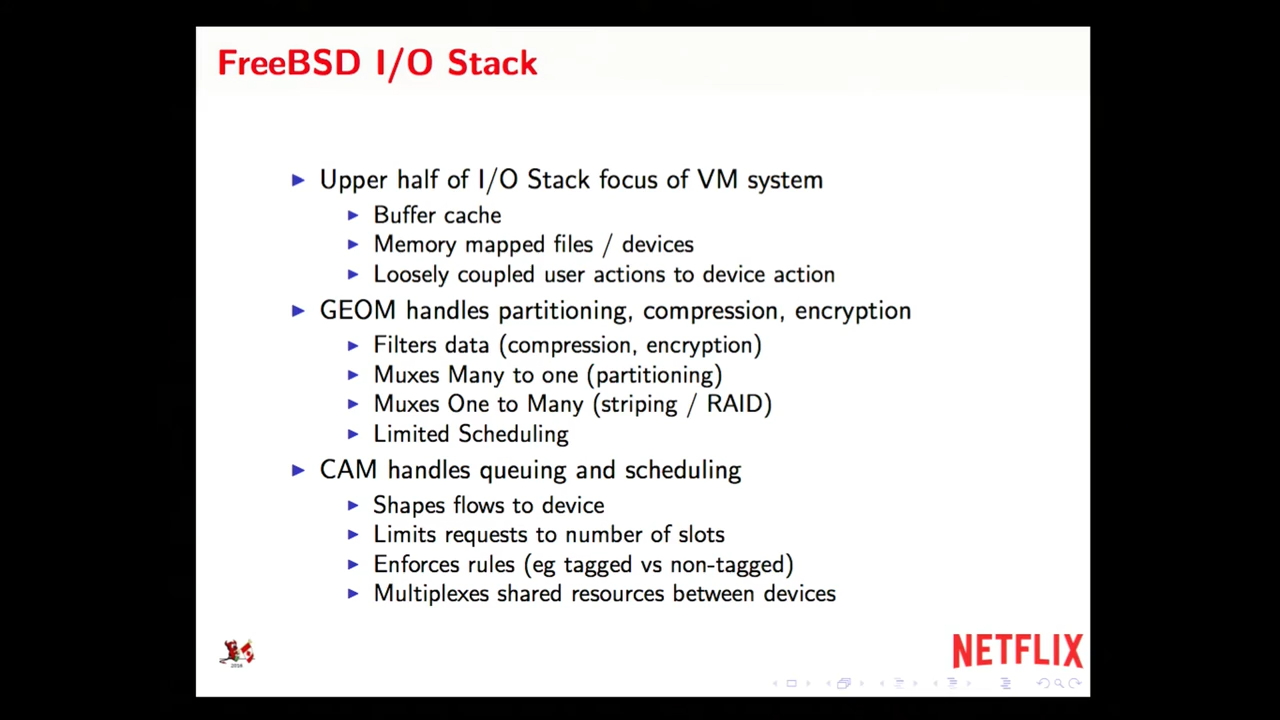 FreeBSD I/O Stack
Upper half of I/O Stack focus of VM system
Buffer cache
Memory mapped files / devices
Loosely coupled user actions to device action
GEOM handles partitioning, compression, encryption
Filters data (compression, encryption)
Muxes Many to one (partitioning)
Muxes One to Many (striping / RAID)
Limited Scheduling
CAM handles queuing and scheduling
Shapes flows to device
Limits requests to number of slots
Enforces rules (eg tagged vs non-tagged)
Multiplexes shared resources between devices
NETFLIX